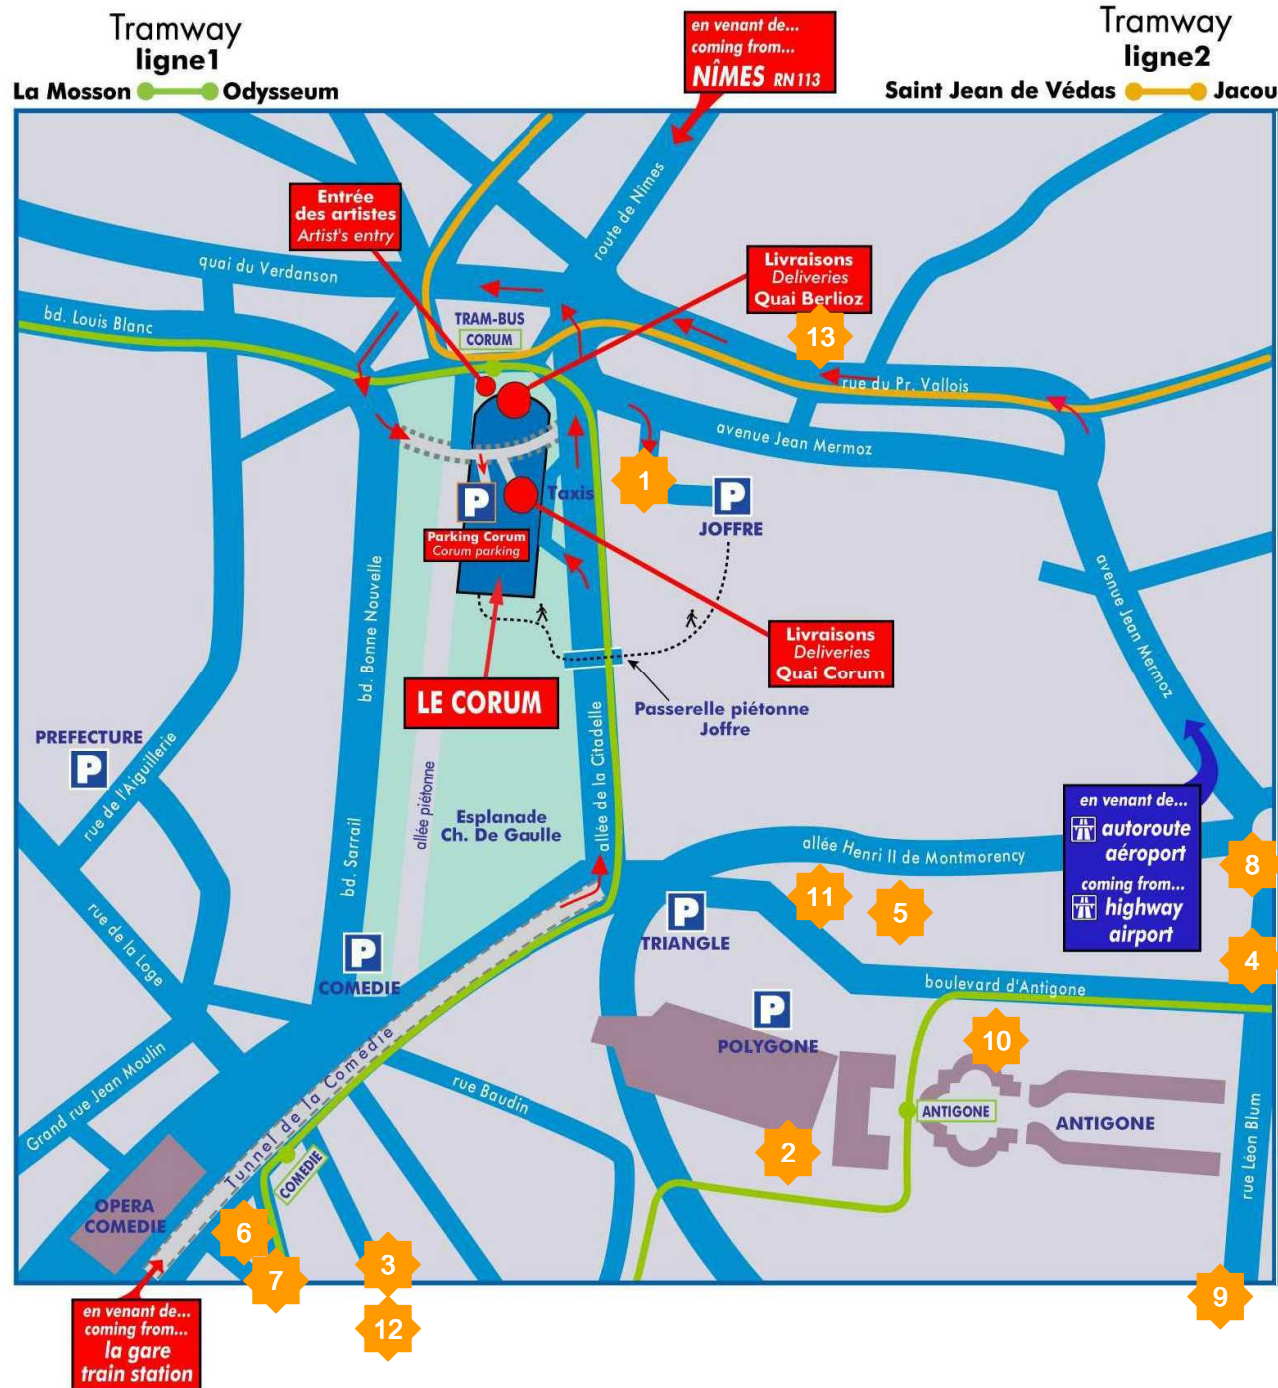 Tramway
ligne1
La Mosson Odysseum
en venant de...
coming from...
NÎMES RN113
Tramway
ligne2
Saint Jean de Védas Jacou
Entrée
des artistes
Artist's entry
route de Nîmes
quai du Verdanson
Livraisons
Deliveries
Quai Berlioz
13
bd. Louis Blanc
TRAM-BUS
CORUM
rue du Pr. Vallois
avenue Jean Mermoz
1
P
JOFFRE
Taxis
P
Parking Corum
Corum parking
bd. Bonne Nouvelle
avenue Jean Mermoz
Livraisons
Deliveries
Quai Corum
LE CORUM
Passerelle piétonne
Joffre
PREFECTURE
P
rue de l'Aiguillerie
allée piétonne
allée de la Citadelle
Esplanade
Ch. De Gaulle
bd. Sarrail
en venant de...
autoroute
aéroport
coming from...
highway
airport
allée Henri II de Montmorency
8
11
5
P
TRIANGLE
rue de la Loge
P
COMEDIE
4
boulevard d'Antigone
P
POLYGONE
10
Tunnel de la Comédie
Grand rue Jean Moulin
rue Baudin
ANTIGONE
ANTIGONE
2
rue Léon Blum
COMEDIE
OPERA
COMEDIE
6
7
3
12
9
en venant de...
coming from...
la gare
train station